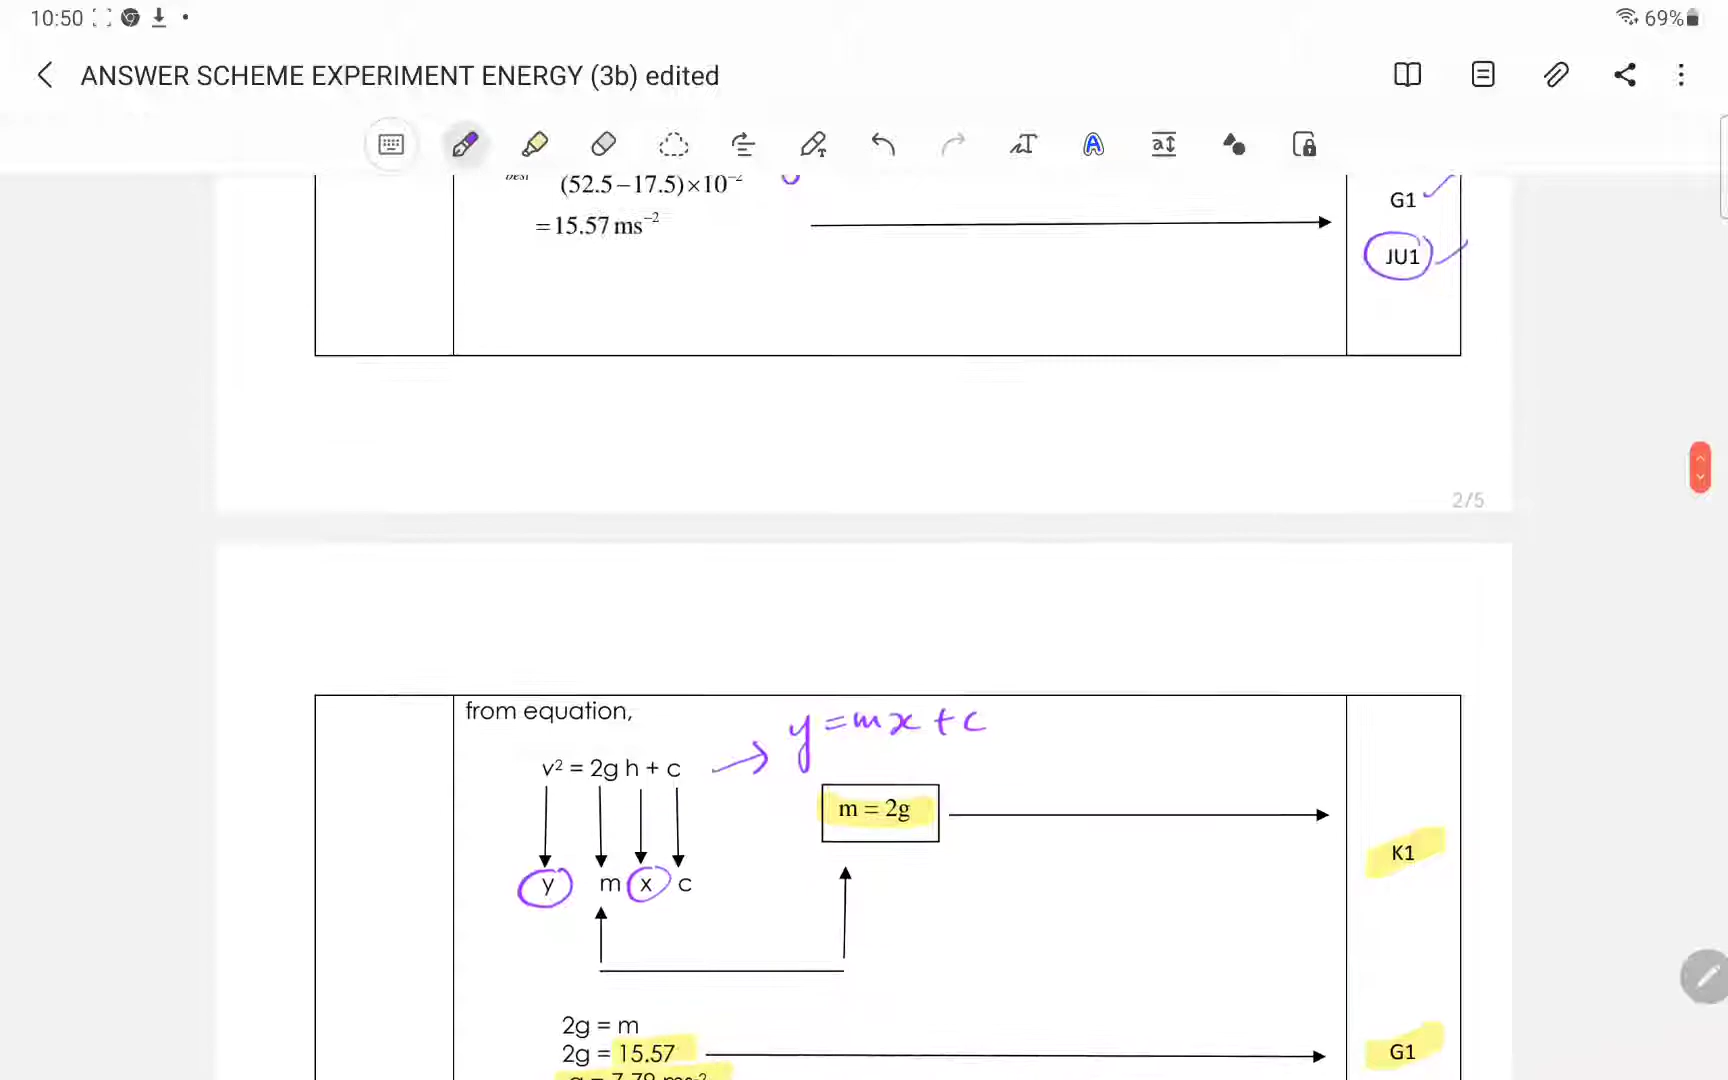 10:50 69%
ANSWER SCHEME EXPERIMENT ENERGY (3b) edited
(52.5−17.5)×10⁻²
G1
=15.57 ms⁻²
JU1
2/5
from equation,
y = mx + c
v² = 2g h + c
m = 2g
K1
y m x c
2g = m
2g = 15.57
G1